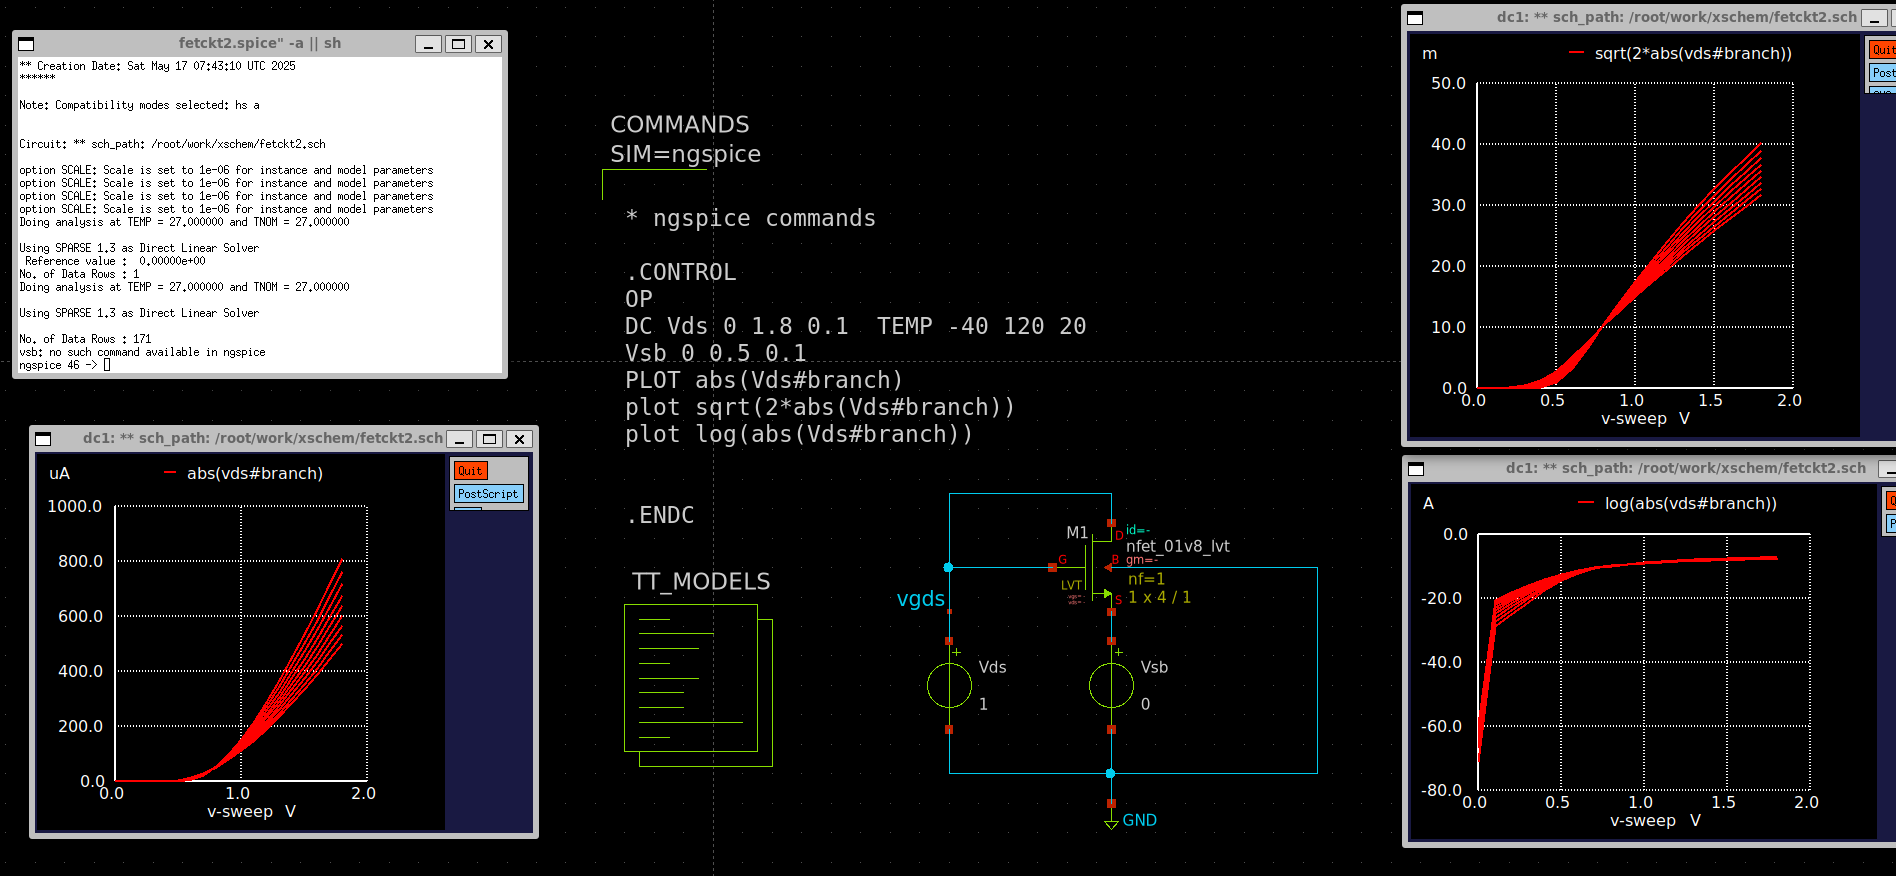 fetckt2.spice" -a || sh
** Creation Date: Sat May 17 07:43:10 UTC 2025
******
Note: Compatibility modes selected: hs a
Circuit: ** sch_path: /root/work/xschem/fetckt2.sch
option SCALE: Scale is set to 1e-06 for instance and model parameters
option SCALE: Scale is set to 1e-06 for instance and model parameters
option SCALE: Scale is set to 1e-06 for instance and model parameters
option SCALE: Scale is set to 1e-06 for instance and model parameters
Doing analysis at TEMP = 27.000000 and TNOM = 27.000000
Using SPARSE 1.3 as Direct Linear Solver
Reference value : 0.00000e+00
No. of Data Rows : 1
Doing analysis at TEMP = 27.000000 and TNOM = 27.000000
Using SPARSE 1.3 as Direct Linear Solver
No. of Data Rows : 171
vsb: no such command available in ngspice
ngspice 46 ->
dc1: ** sch_path: /root/work/xschem/fetckt2.sch
uA
abs(vds#branch)
Quit
PostScript
1000.0
800.0
600.0
400.0
200.0
0.0
0.0 1.0 2.0
v-sweep V
COMMANDS
SIM=ngspice
* ngspice commands
.CONTROL
OP
DC Vds 0 1.8 0.1 TEMP -40 120 20
Vsb 0 0.5 0.1
PLOT abs(Vds#branch)
plot sqrt(2*abs(Vds#branch))
plot log(abs(Vds#branch))
.ENDC
TT_MODELS
M1
D
id=-
nfet_01v8_lvt
G
B
gm=-
LVT
nf=1
S
1 x 4 / 1
vgds
+
Vds
1
+
Vsb
0
GND
dc1: ** sch_path: /root/work/xschem/fetckt2.sch
m
sqrt(2*abs(vds#branch))
Quit
Post
50.0
40.0
30.0
20.0
10.0
0.0
0.0 0.5 1.0 1.5 2.0
v-sweep V
dc1: ** sch_path: /root/work/xschem/fetckt2.sch
A
log(abs(vds#branch))
Q
P
0.0
-20.0
-40.0
-60.0
-80.0
0.0 0.5 1.0 1.5 2.0
v-sweep V